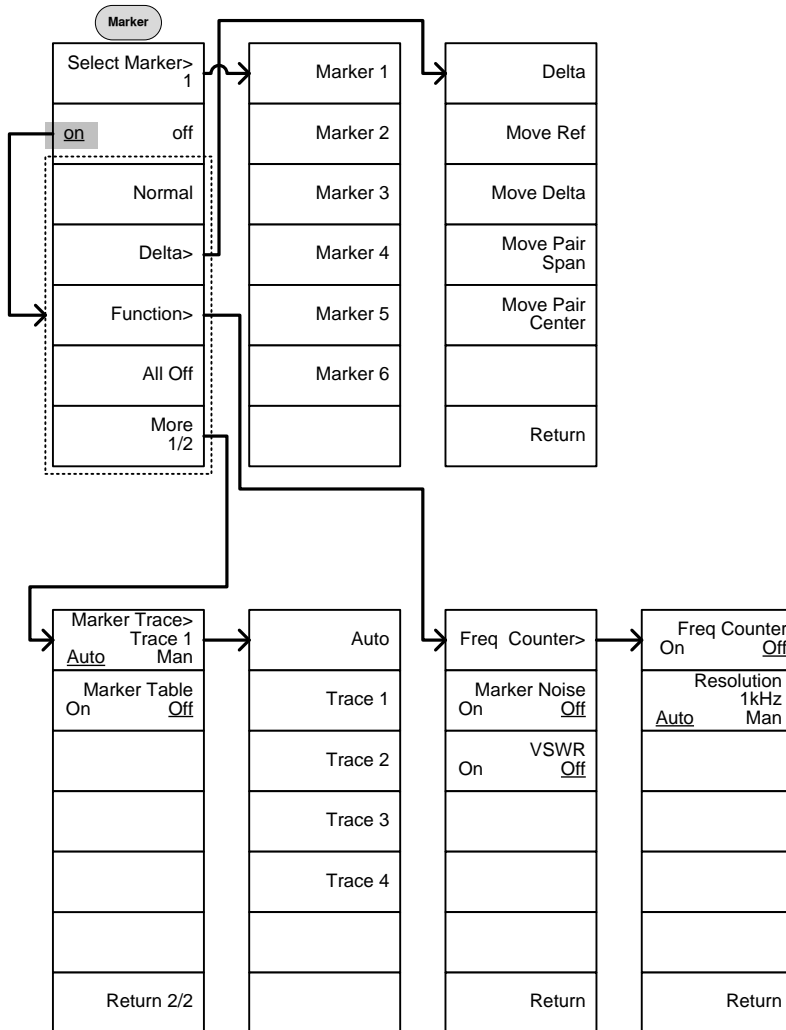 Marker
Select Marker>
1
on off
Normal
Delta>
Function>
All Off
More
1/2
Marker 1
Marker 2
Marker 3
Marker 4
Marker 5
Marker 6
Delta
Move Ref
Move Delta
Move Pair
Span
Move Pair
Center
Return
Marker Trace>
Trace 1
Auto Man
Marker Table
On Off
Return 2/2
Auto
Trace 1
Trace 2
Trace 3
Trace 4
Freq Counter>
Marker Noise
On Off
VSWR
On Off
Return
Freq Counter
On Off
Resolution
1kHz
Auto Man
Return